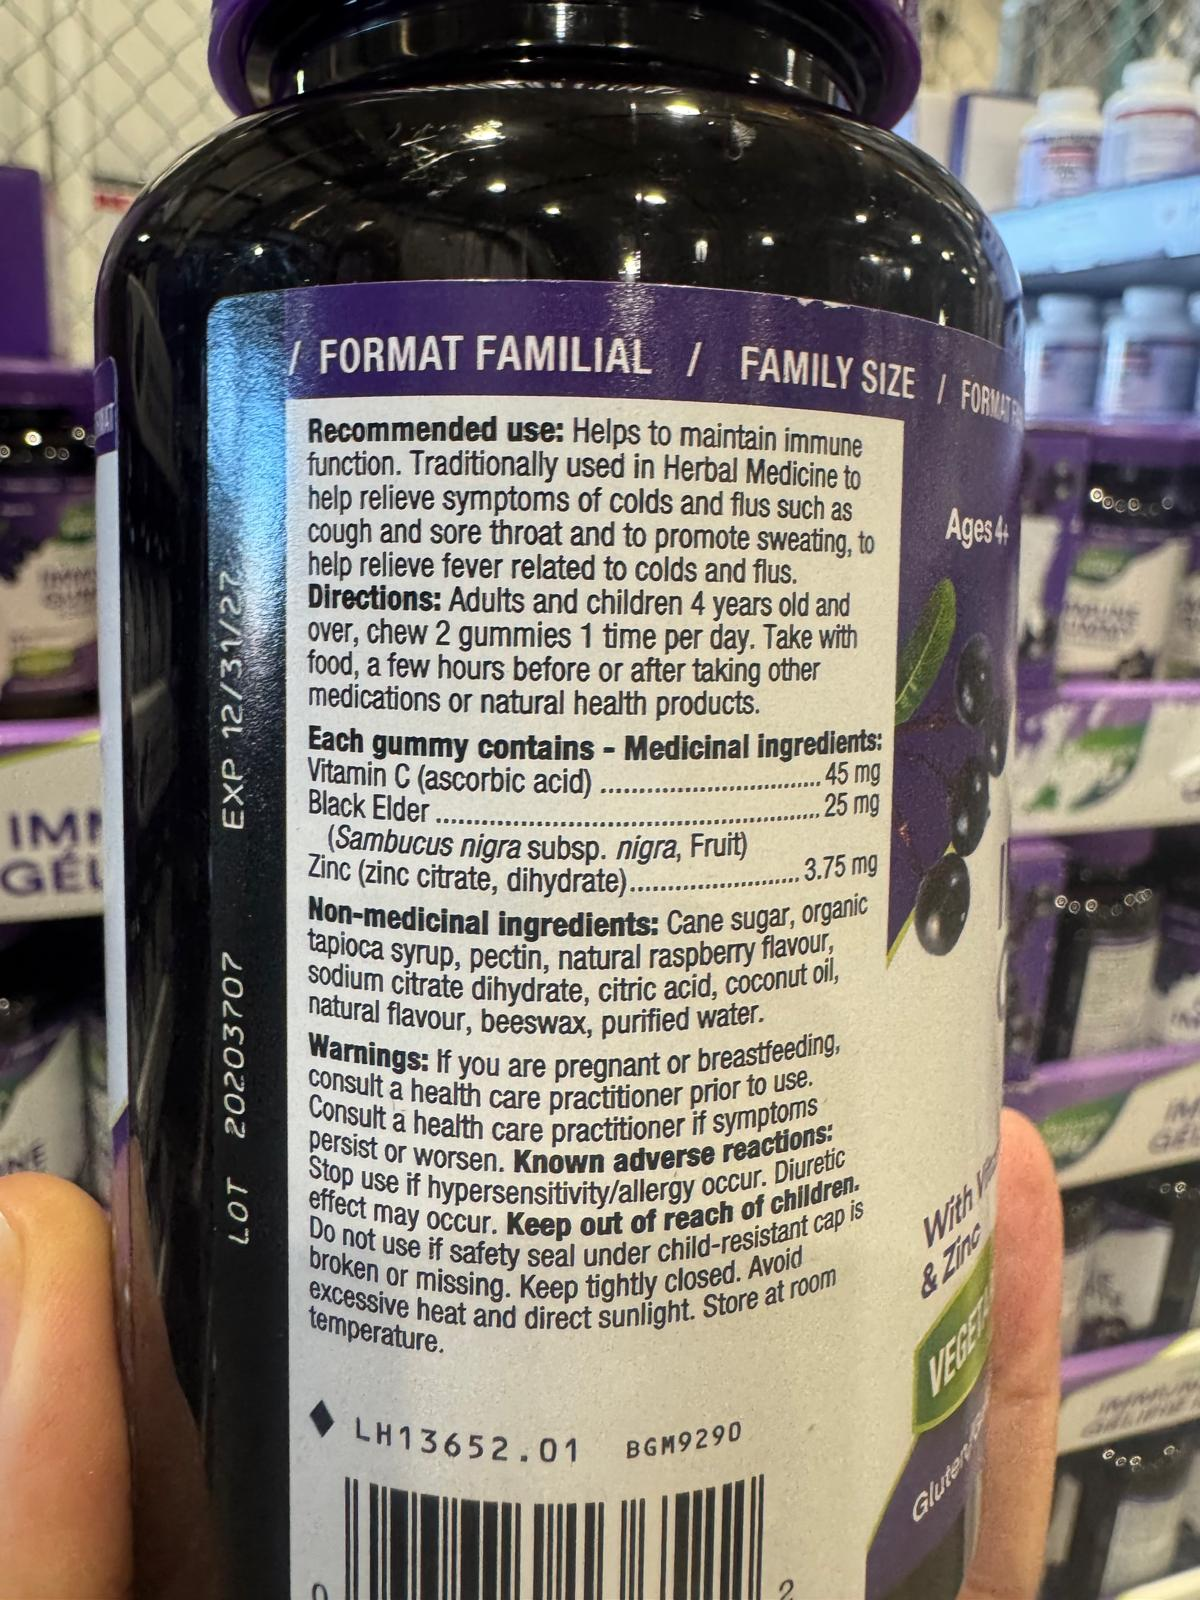 / FORMAT FAMILIAL / FAMILY SIZE / FORMAT
Recommended use: Helps to maintain immune
function. Traditionally used in Herbal Medicine to
help relieve symptoms of colds and flus such as
cough and sore throat and to promote sweating, to
help relieve fever related to colds and flus.
Directions: Adults and children 4 years old and
over, chew 2 gummies 1 time per day. Take with
food, a few hours before or after taking other
medications or natural health products.
Each gummy contains - Medicinal ingredients:
Vitamin C (ascorbic acid) ........................ 45 mg
Black Elder ........................................ 25 mg
(Sambucus nigra subsp. nigra, Fruit)
Zinc (zinc citrate, dihydrate) .................. 3.75 mg
Non-medicinal ingredients: Cane sugar, organic
tapioca syrup, pectin, natural raspberry flavour,
sodium citrate dihydrate, citric acid, coconut oil,
natural flavour, beeswax, purified water.
Warnings: If you are pregnant or breastfeeding,
consult a health care practitioner prior to use.
Consult a health care practitioner if symptoms
persist or worsen. Known adverse reactions:
Stop use if hypersensitivity/allergy occur. Diuretic
effect may occur. Keep out of reach of children.
Do not use if safety seal under child-resistant cap is
broken or missing. Keep tightly closed. Avoid
excessive heat and direct sunlight. Store at room
temperature.
LH13652.01 BGM9290
0 2
LOT 20203707 EXP 12/31/27
Ages 4+
With
& Zinc